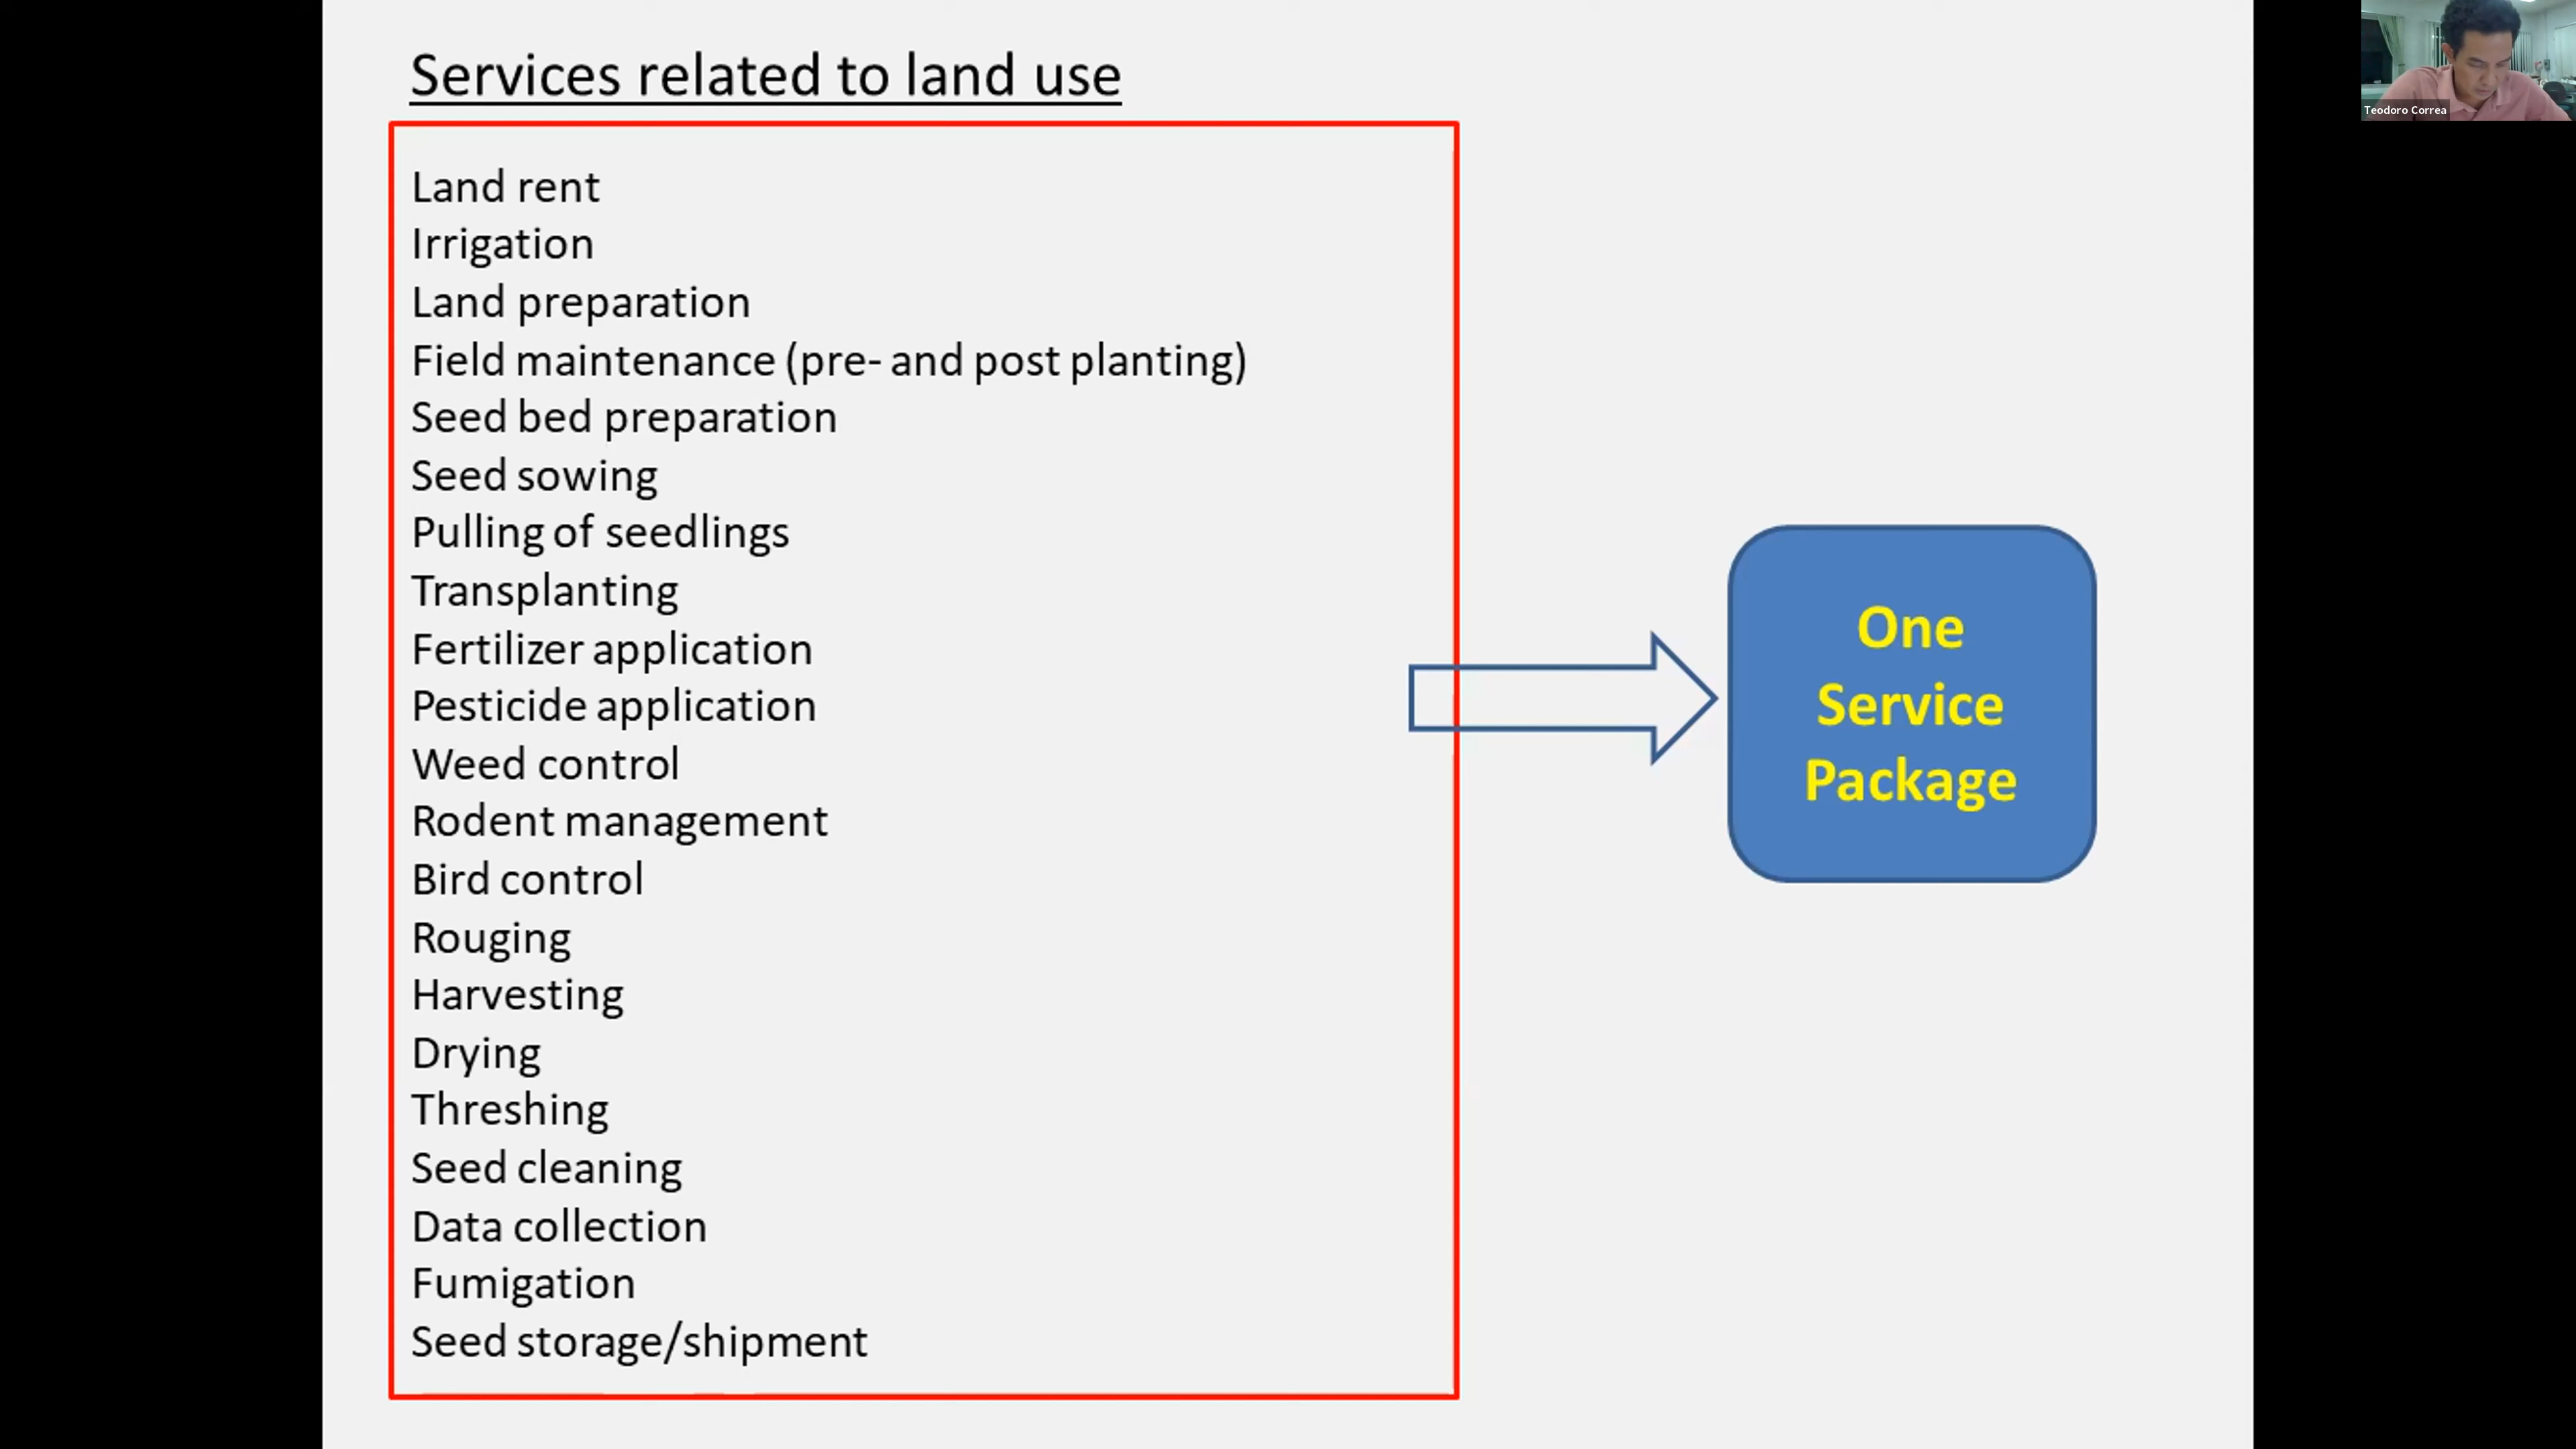 Services related to land use
Land rent
Irrigation
Land preparation
Field maintenance (pre- and post planting)
Seed bed preparation
Seed sowing
Pulling of seedlings
Transplanting
Fertilizer application
Pesticide application
Weed control
Rodent management
Bird control
Rouging
Harvesting
Drying
Threshing
Seed cleaning
Data collection
Fumigation
Seed storage/shipment
One
Service
Package
Teodoro Correa